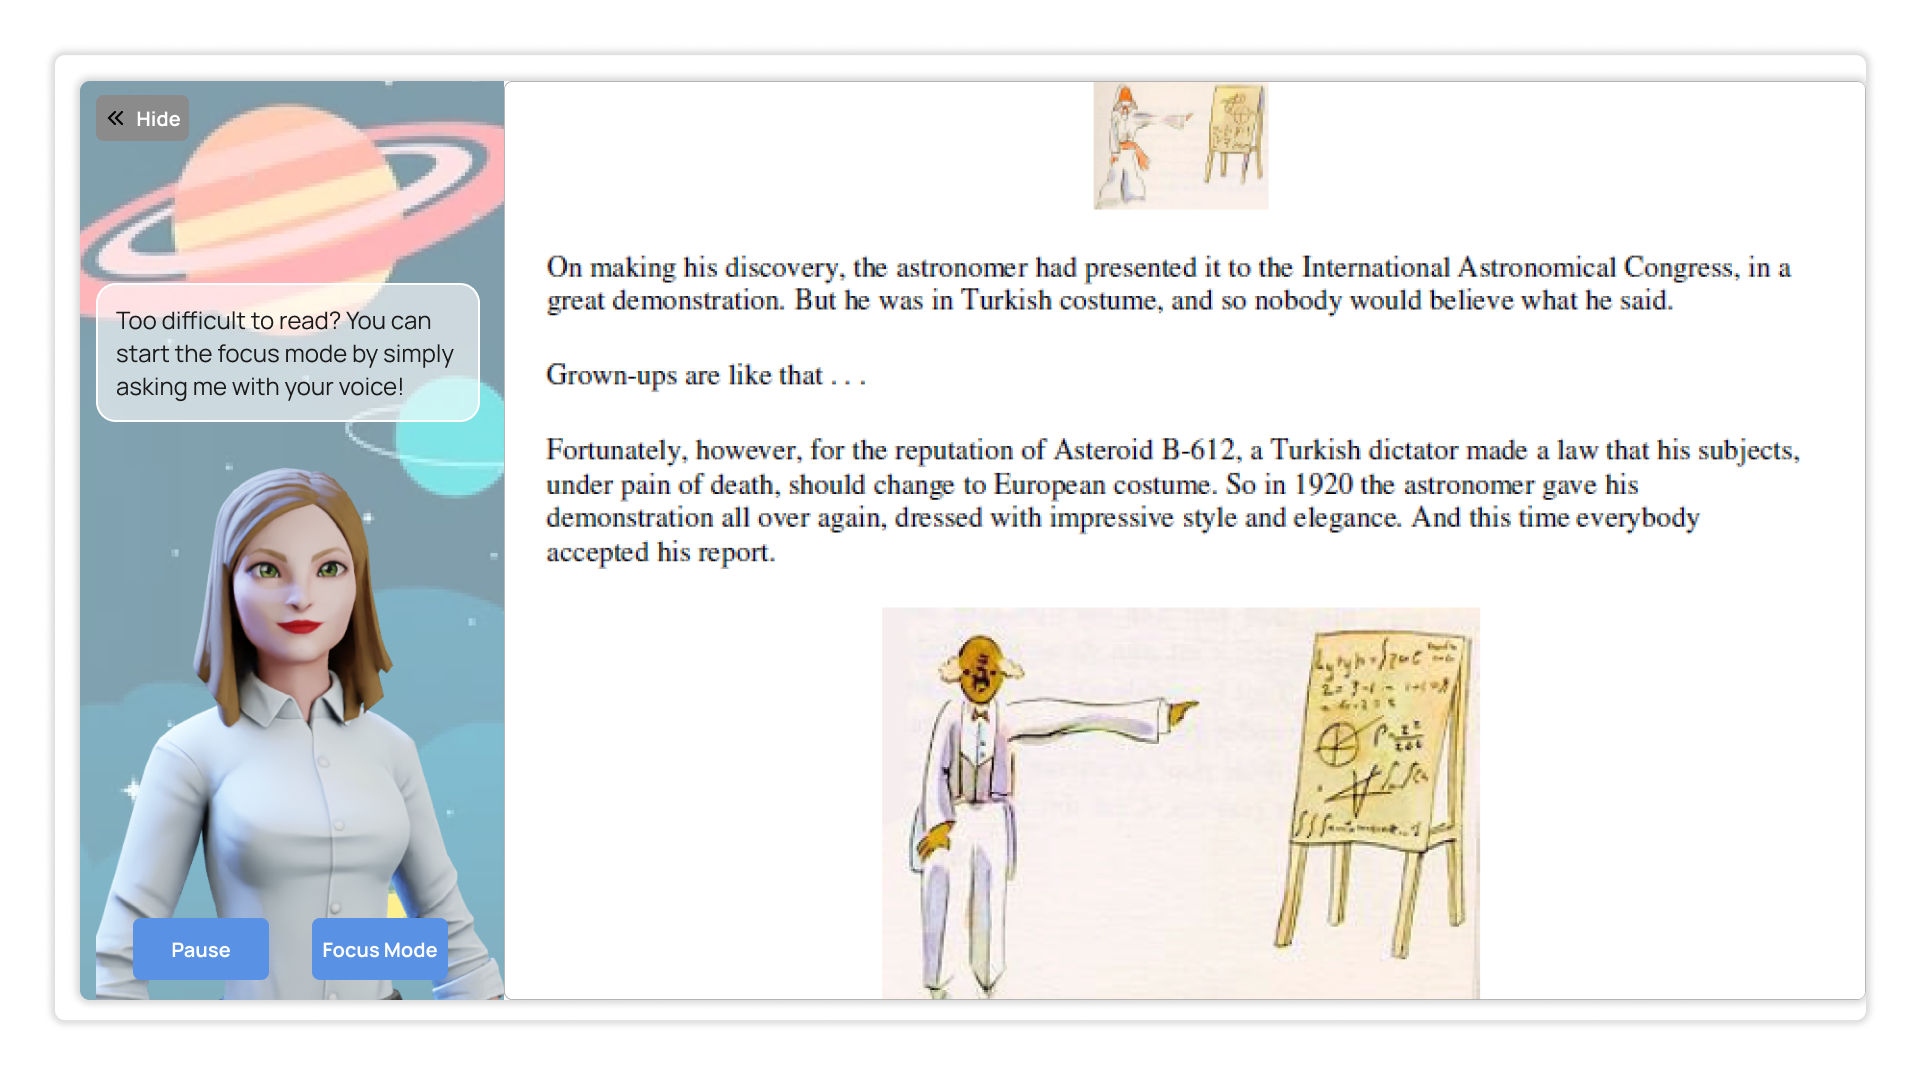 Hide
Too difficult to read? You can
start the focus mode by simply
asking me with your voice!
Pause
Focus Mode
On making his discovery, the astronomer had presented it to the International Astronomical Congress, in a
great demonstration. But he was in Turkish costume, and so nobody would believe what he said.
Grown-ups are like that . . .
Fortunately, however, for the reputation of Asteroid B-612, a Turkish dictator made a law that his subjects,
under pain of death, should change to European costume. So in 1920 the astronomer gave his
demonstration all over again, dressed with impressive style and elegance. And this time everybody
accepted his report.